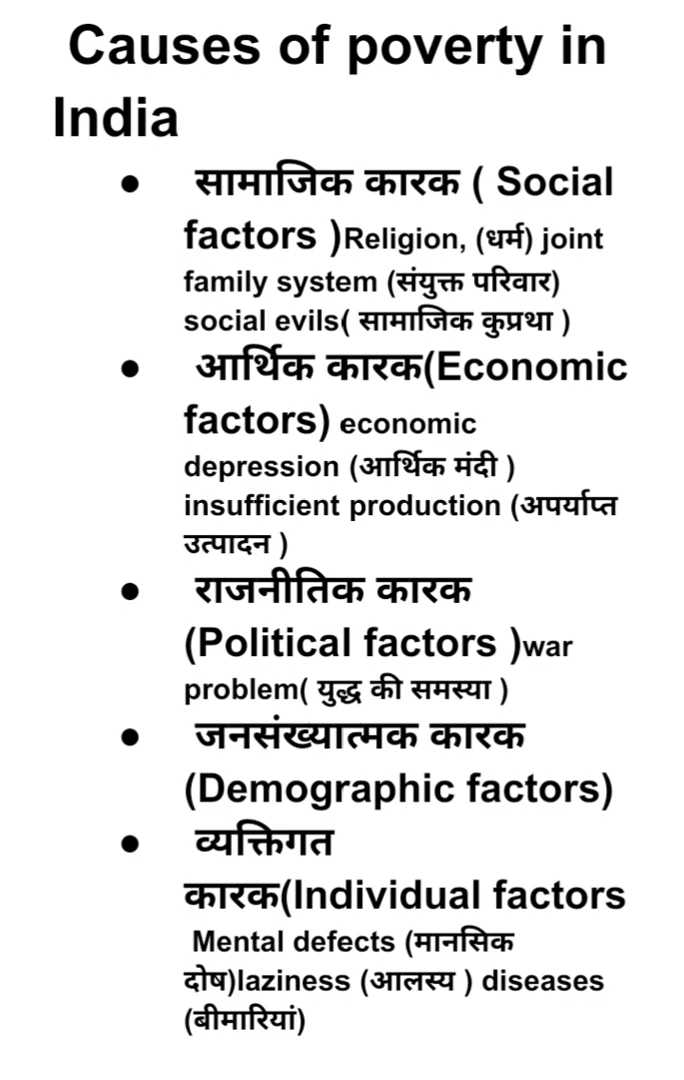 Causes of poverty in
India
● सामाजिक कारक ( Social
factors )Religion, (धर्म) joint
family system (संयुक्त परिवार)
social evils( सामाजिक कुप्रथा )
● आर्थिक कारक(Economic
factors) economic
depression (आर्थिक मंदी )
insufficient production (अपर्याप्त
उत्पादन )
● राजनीतिक कारक
(Political factors )war
problem( युद्ध की समस्या )
● जनसंख्यात्मक कारक
(Demographic factors)
● व्यक्तिगत
कारक(Individual factors
Mental defects (मानसिक
दोष)laziness (आलस्य ) diseases
(बीमारियां)